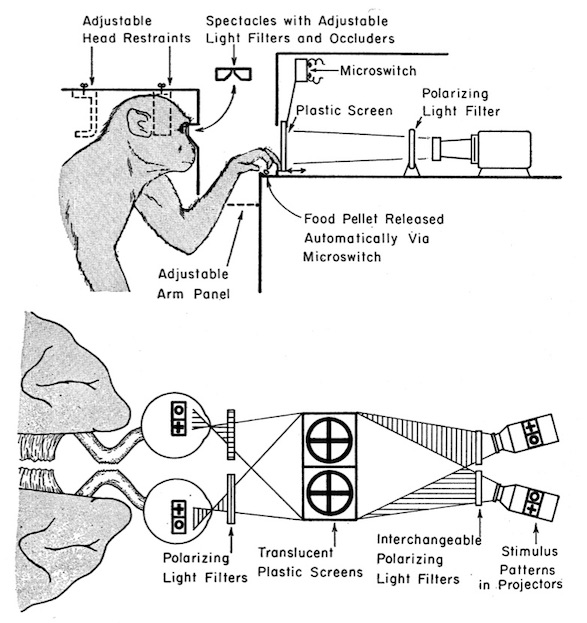 Adjustable
Head Restraints
Spectacles with Adjustable
Light Filters and Occluders
Microswitch
Plastic Screen
Polarizing
Light Filter
Food Pellet Released
Automatically Via
Microswitch
Adjustable
Arm Panel
Polarizing
Light Filters
Translucent
Plastic Screens
Interchangeable
Polarizing
Light Filters
Stimulus
Patterns
in Projectors